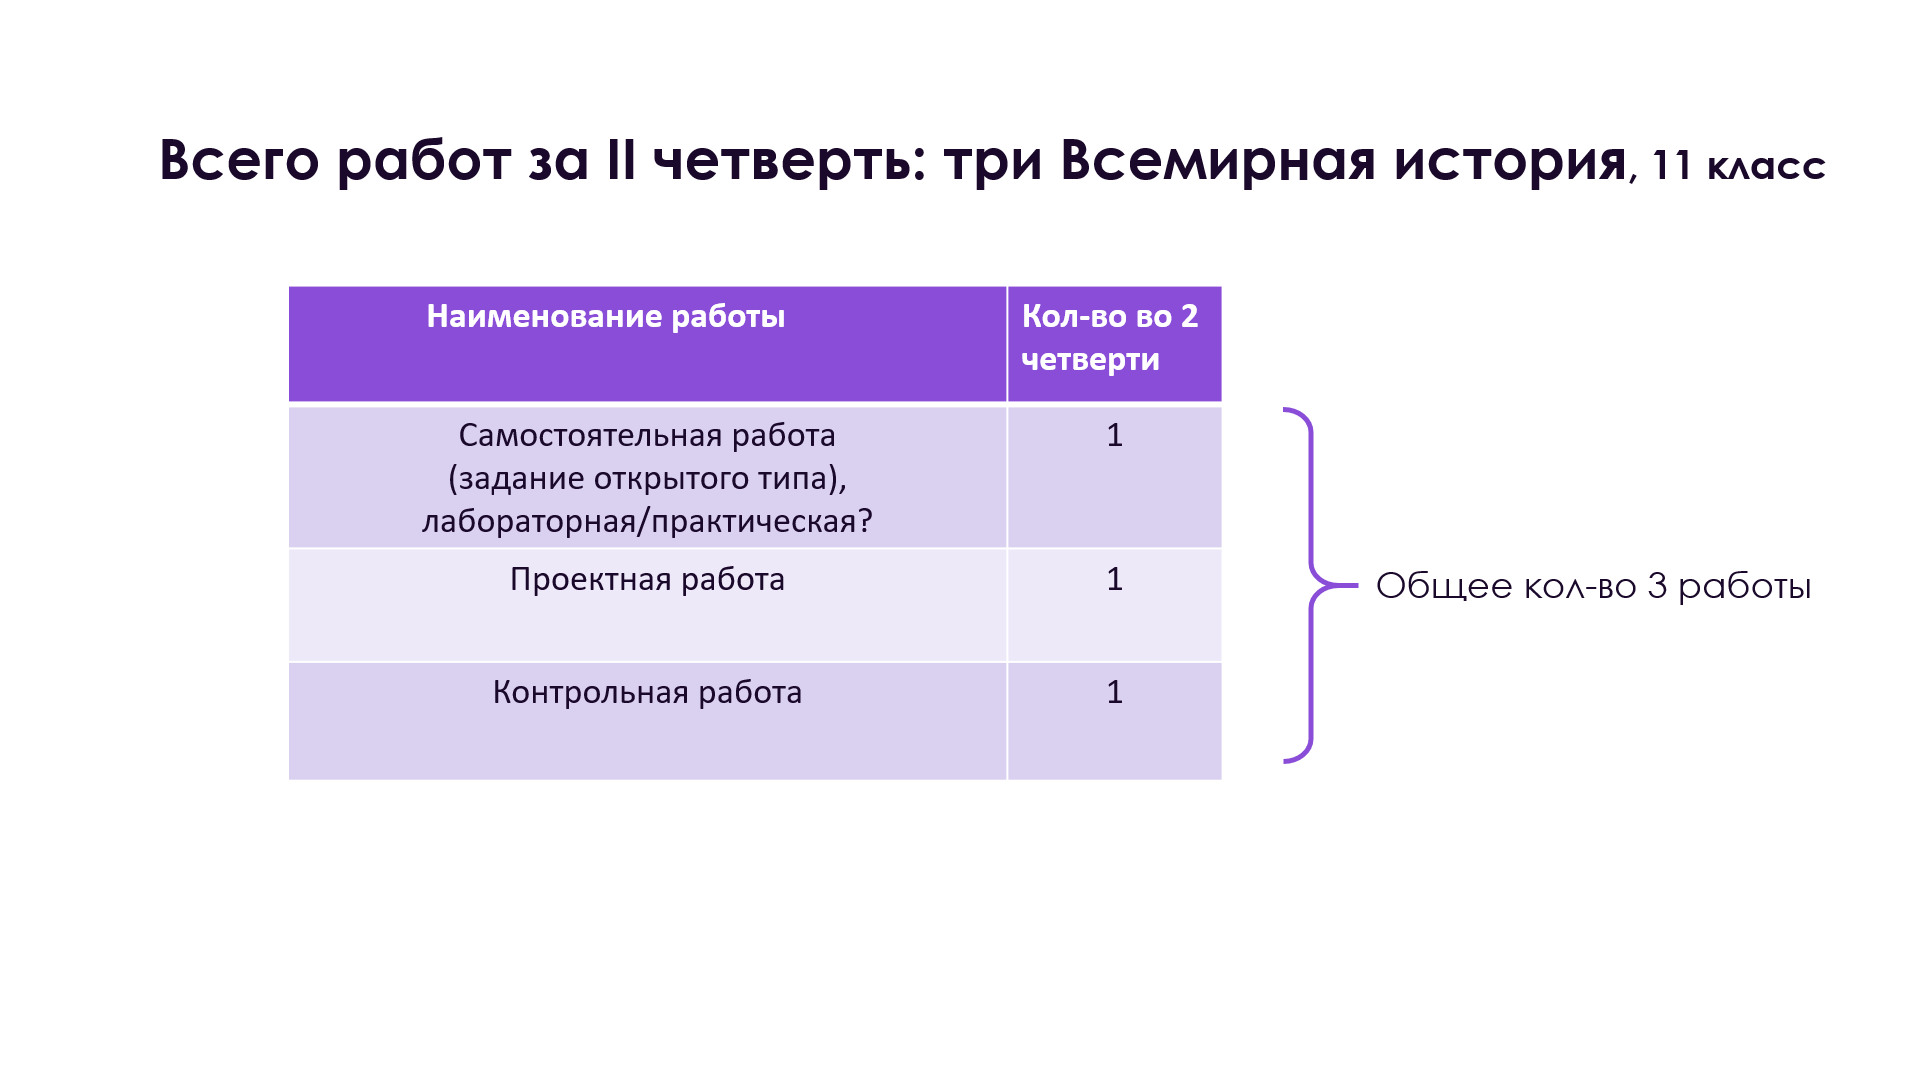 Всего работ за II четверть: три Всемирная история, 11 класс
Наименование работы
Кол-во во 2
четверти
Самостоятельная работа
(задание открытого типа),
лабораторная/практическая?
1
Проектная работа
1
Контрольная работа
1
Общее кол-во 3 работы